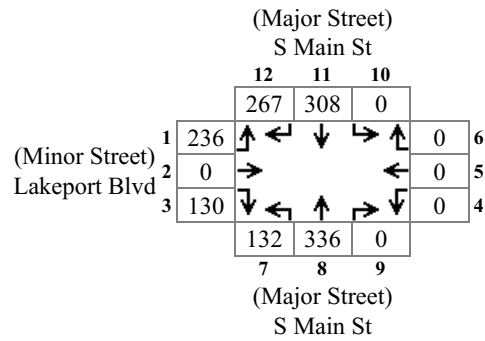 (Major Street)
S Main St
12 11 10
267 308 0
1 236 0 6
(Minor Street)
Lakeport Blvd
2 0 0 5
3 130 0 4
132 336 0
7 8 9
(Major Street)
S Main St